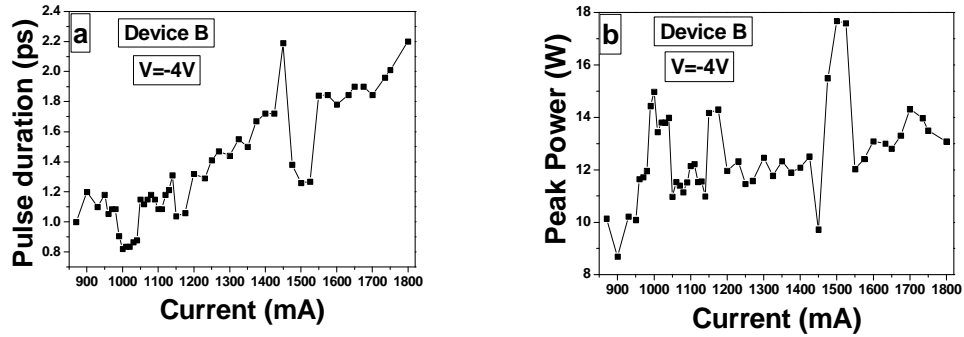 a
Device B
V=-4V
Pulse duration (ps)
2.4
2.2
2.0
1.8
1.6
1.4
1.2
1.0
0.8
900 1000 1100 1200 1300 1400 1500 1600 1700 1800
Current (mA)
b
Device B
V=-4V
Peak Power (W)
18
16
14
12
10
8
900 1000 1100 1200 1300 1400 1500 1600 1700 1800
Current (mA)